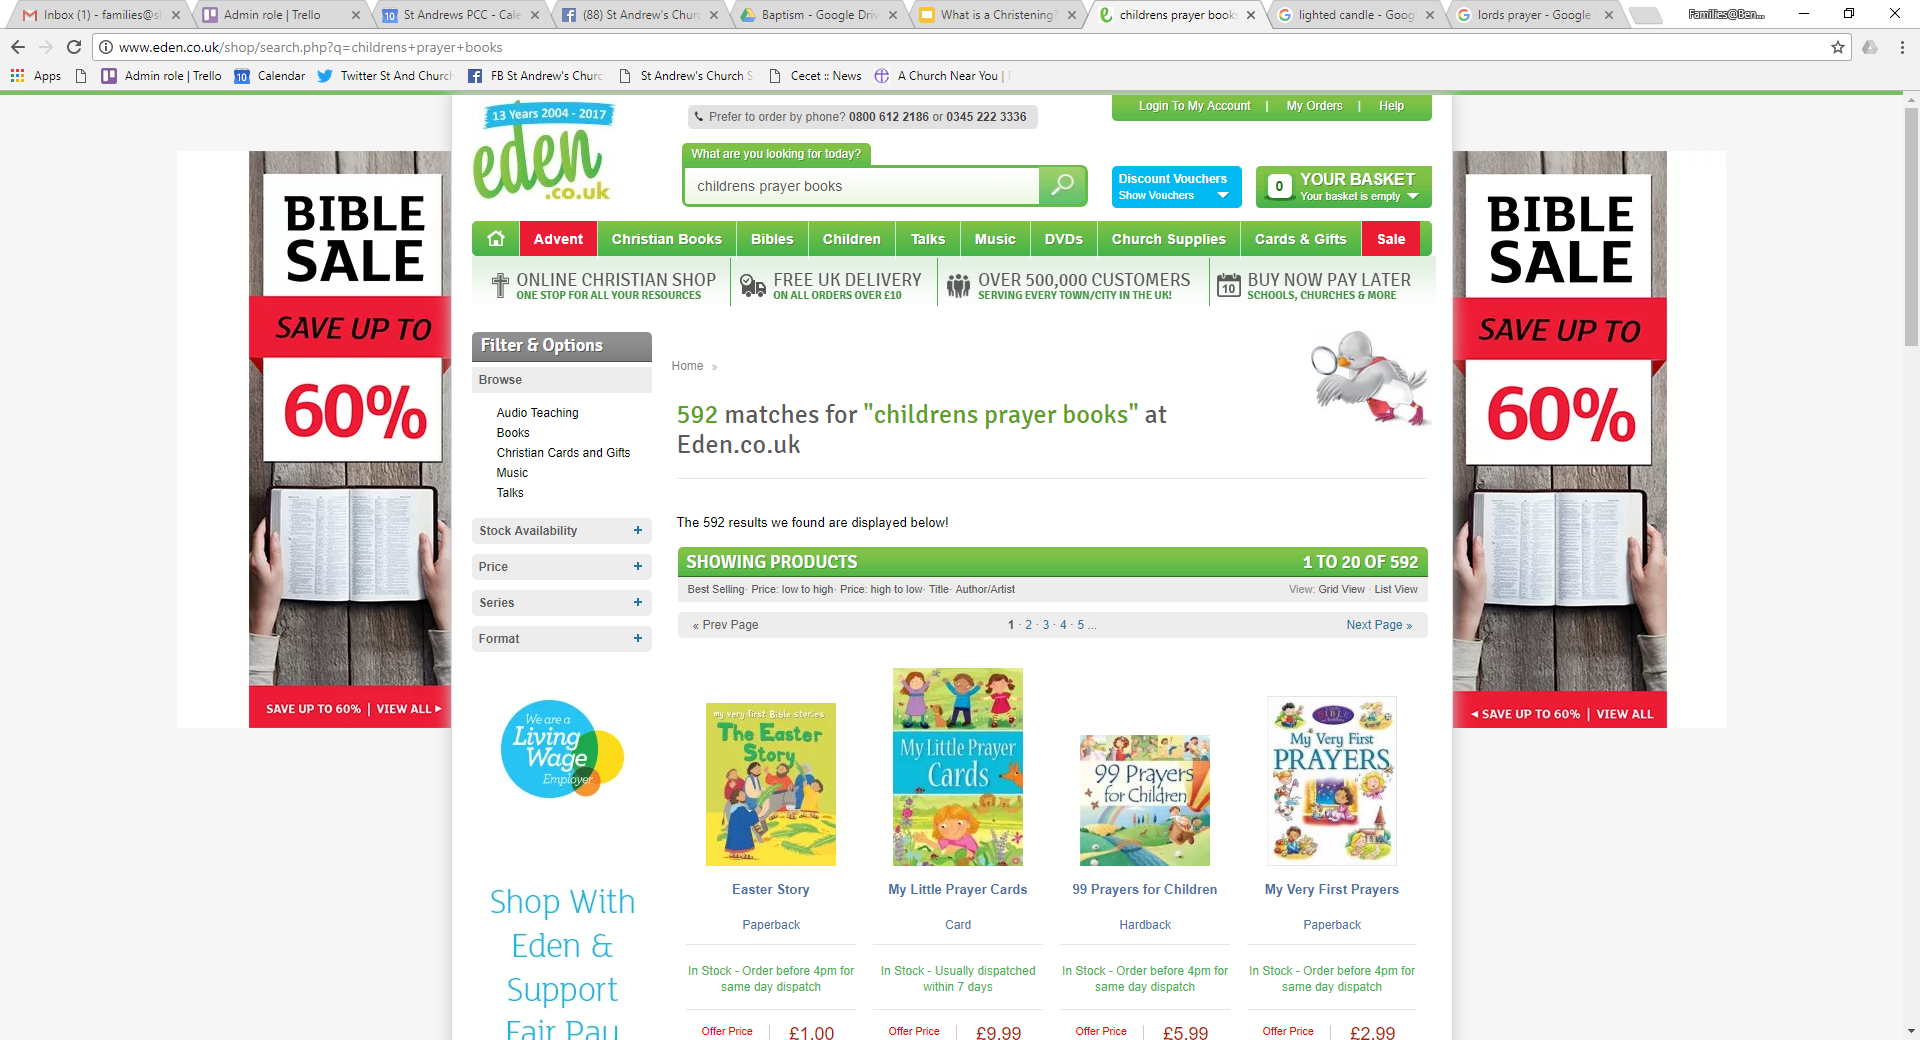 Inbox (1) - families@s
Admin role | Trello
St Andrews PCC - Cale
(88) St Andrew's Churc
Baptism - Google Driv
What is a Christening?
childrens prayer book
lighted candle - Goog
lords prayer - Google
Families@Ben...
www.eden.co.uk/shop/search.php?q=childrens+prayer+books
Apps
Admin role | Trello
Calendar
Twitter St And Church
FB St Andrew's Churc
St Andrew's Church S
Cecet :: News
A Church Near You |
13 Years 2004 - 2017
eden
.co.uk
Prefer to order by phone? 0800 612 2186 or 0345 222 3336
Login To My Account | My Orders | Help
What are you looking for today?
childrens prayer books
Discount Vouchers
Show Vouchers
0
YOUR BASKET
Your basket is empty
Advent
Christian Books
Bibles
Children
Talks
Music
DVDs
Church Supplies
Cards & Gifts
Sale
ONLINE CHRISTIAN SHOP
ONE STOP FOR ALL YOUR RESOURCES
FREE UK DELIVERY
ON ALL ORDERS OVER £10
OVER 500,000 CUSTOMERS
SERVING EVERY TOWN/CITY IN THE UK!
10
BUY NOW PAY LATER
SCHOOLS, CHURCHES & MORE
BIBLE
SALE
SAVE UP TO
60%
SAVE UP TO 60% | VIEW ALL ►
Filter & Options
Browse
Audio Teaching
Books
Christian Cards and Gifts
Music
Talks
Stock Availability +
Price +
Series +
Format +
We are a
Living
Wage
Employer
Shop With
Eden &
Support
Fair Pay
Home »
592 matches for "childrens prayer books" at
Eden.co.uk
The 592 results we found are displayed below!
SHOWING PRODUCTS
1 TO 20 OF 592
Best Selling· Price: low to high· Price: high to low· Title· Author/Artist
View: Grid View · List View
« Prev Page
1 · 2 · 3 · 4 · 5 ...
Next Page »
my very first Bible stories
The Easter
Story
Easter Story
Paperback
In Stock - Order before 4pm for
same day dispatch
Offer Price £1.00
My Little Prayer
Cards
My Little Prayer Cards
Card
In Stock - Usually dispatched
within 7 days
Offer Price £9.99
99 Prayers
for Children
99 Prayers for Children
Hardback
In Stock - Order before 4pm for
same day dispatch
Offer Price £5.99
BIBLE
My Very First
PRAYERS
My Very First Prayers
Paperback
In Stock - Order before 4pm for
same day dispatch
Offer Price £2.99
BIBLE
SALE
SAVE UP TO
60%
◄ SAVE UP TO 60% | VIEW ALL